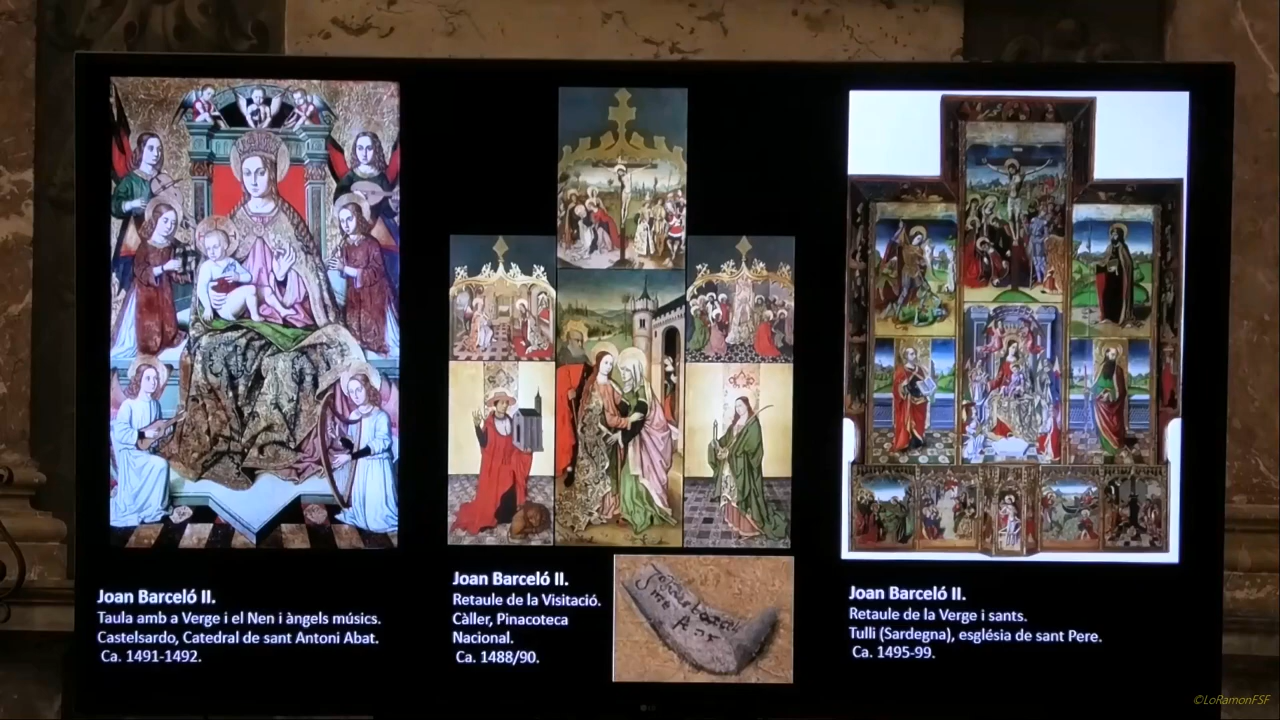 Joan Barceló II.
Taula amb a Verge i el Nen i àngels músics.
Castelsardo, Catedral de sant Antoni Abat.
Ca. 1491-1492.
Joan Barceló II.
Retaule de la Visitació.
Càller, Pinacoteca
Nacional.
Ca. 1488/90.
Joan Barceló II.
Retaule de la Verge i sants.
Tulli (Sardegna), església de sant Pere.
Ca. 1495-99.
LG
©LoRamonFSF